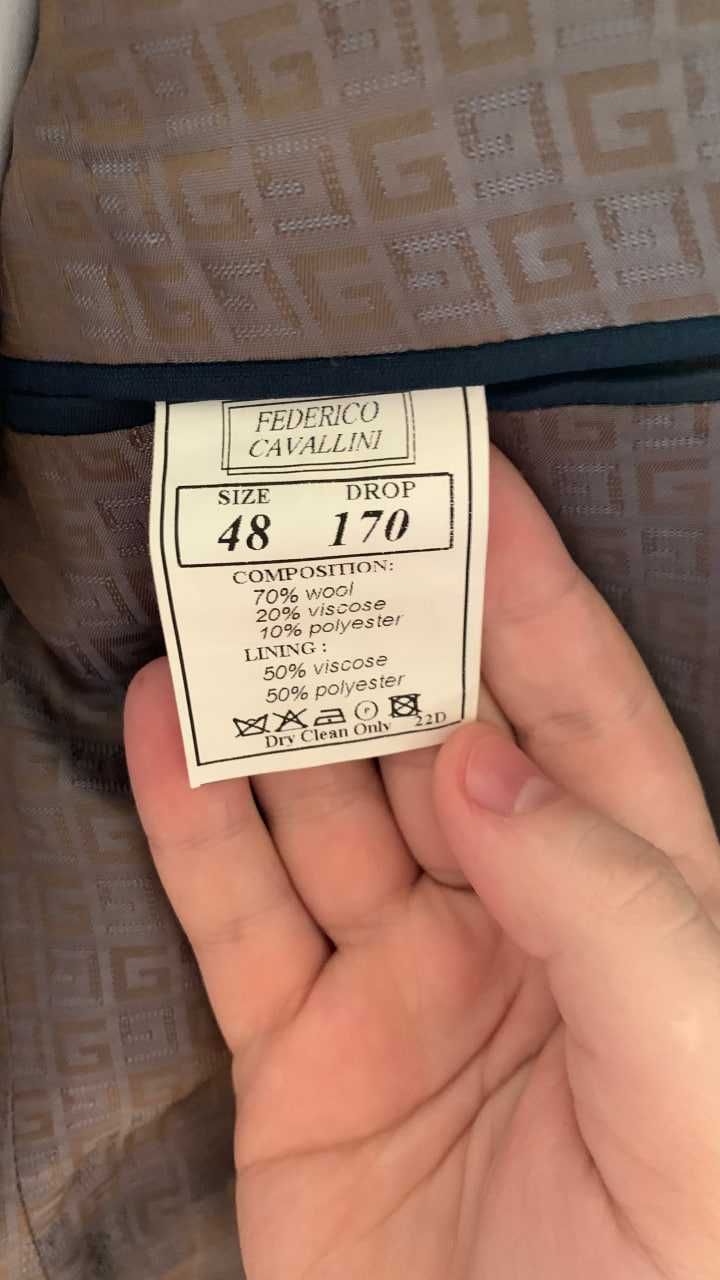 FEDERICO
CAVALLINI
SIZE DROP
48 170
COMPOSITION:
70% wool
20% viscose
10% polyester
LINING :
50% viscose
50% polyester
P
22D
Dry Clean Only